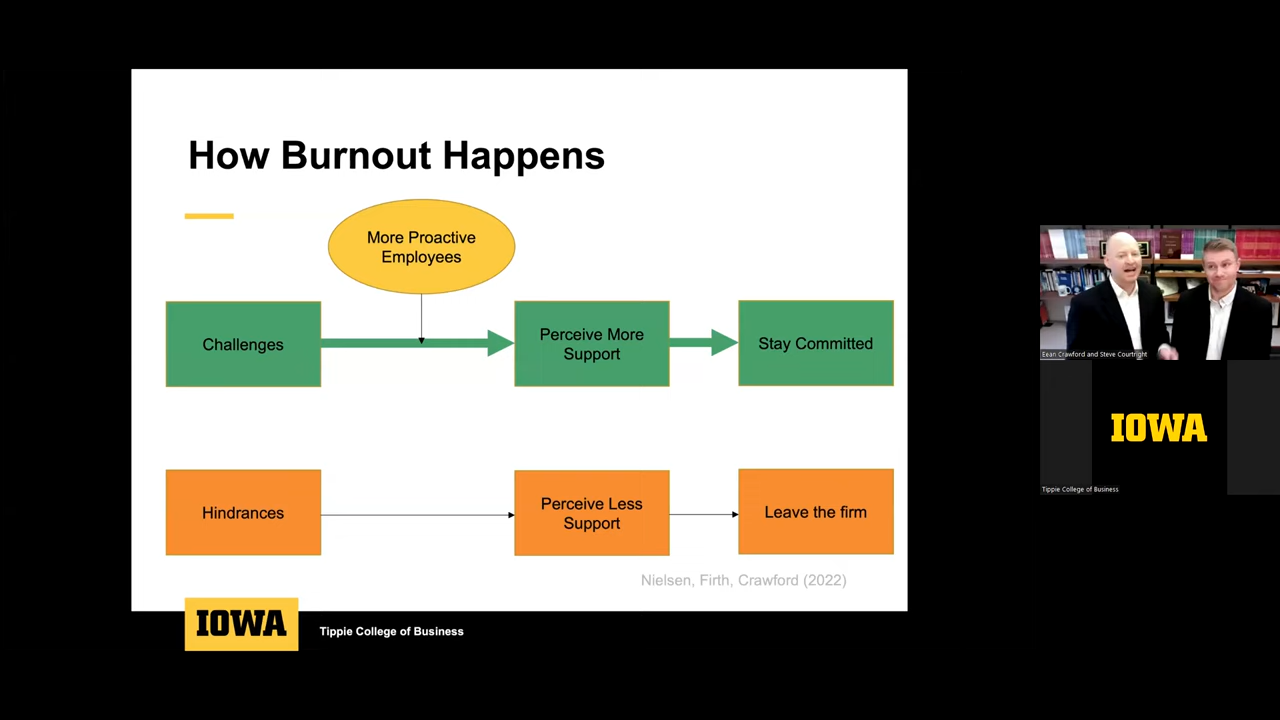 How Burnout Happens
More Proactive
Employees
Challenges
Perceive More
Support
Stay Committed
Hindrances
Perceive Less
Support
Leave the firm
Nielsen, Firth, Crawford (2022)
IOWA
Tippie College of Business
Eean Crawford and Steve Courtright
IOWA
Tippie College of Business